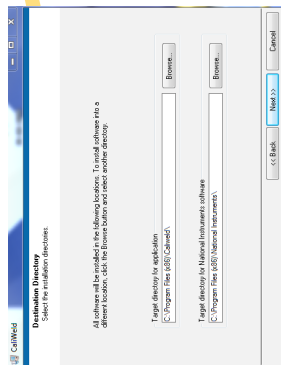 CaliWeld
Destination Directory
Select the installation directories.
All software will be installed in the following locations. To install software into a
different location, click the Browse button and select another directory.
Target directory for application
C:\Program Files (x86)\Caliweld\
Browse...
Target directory for National Instruments software
C:\Program Files (x86)\National Instruments\
Browse...
<< Back
Next >>
Cancel